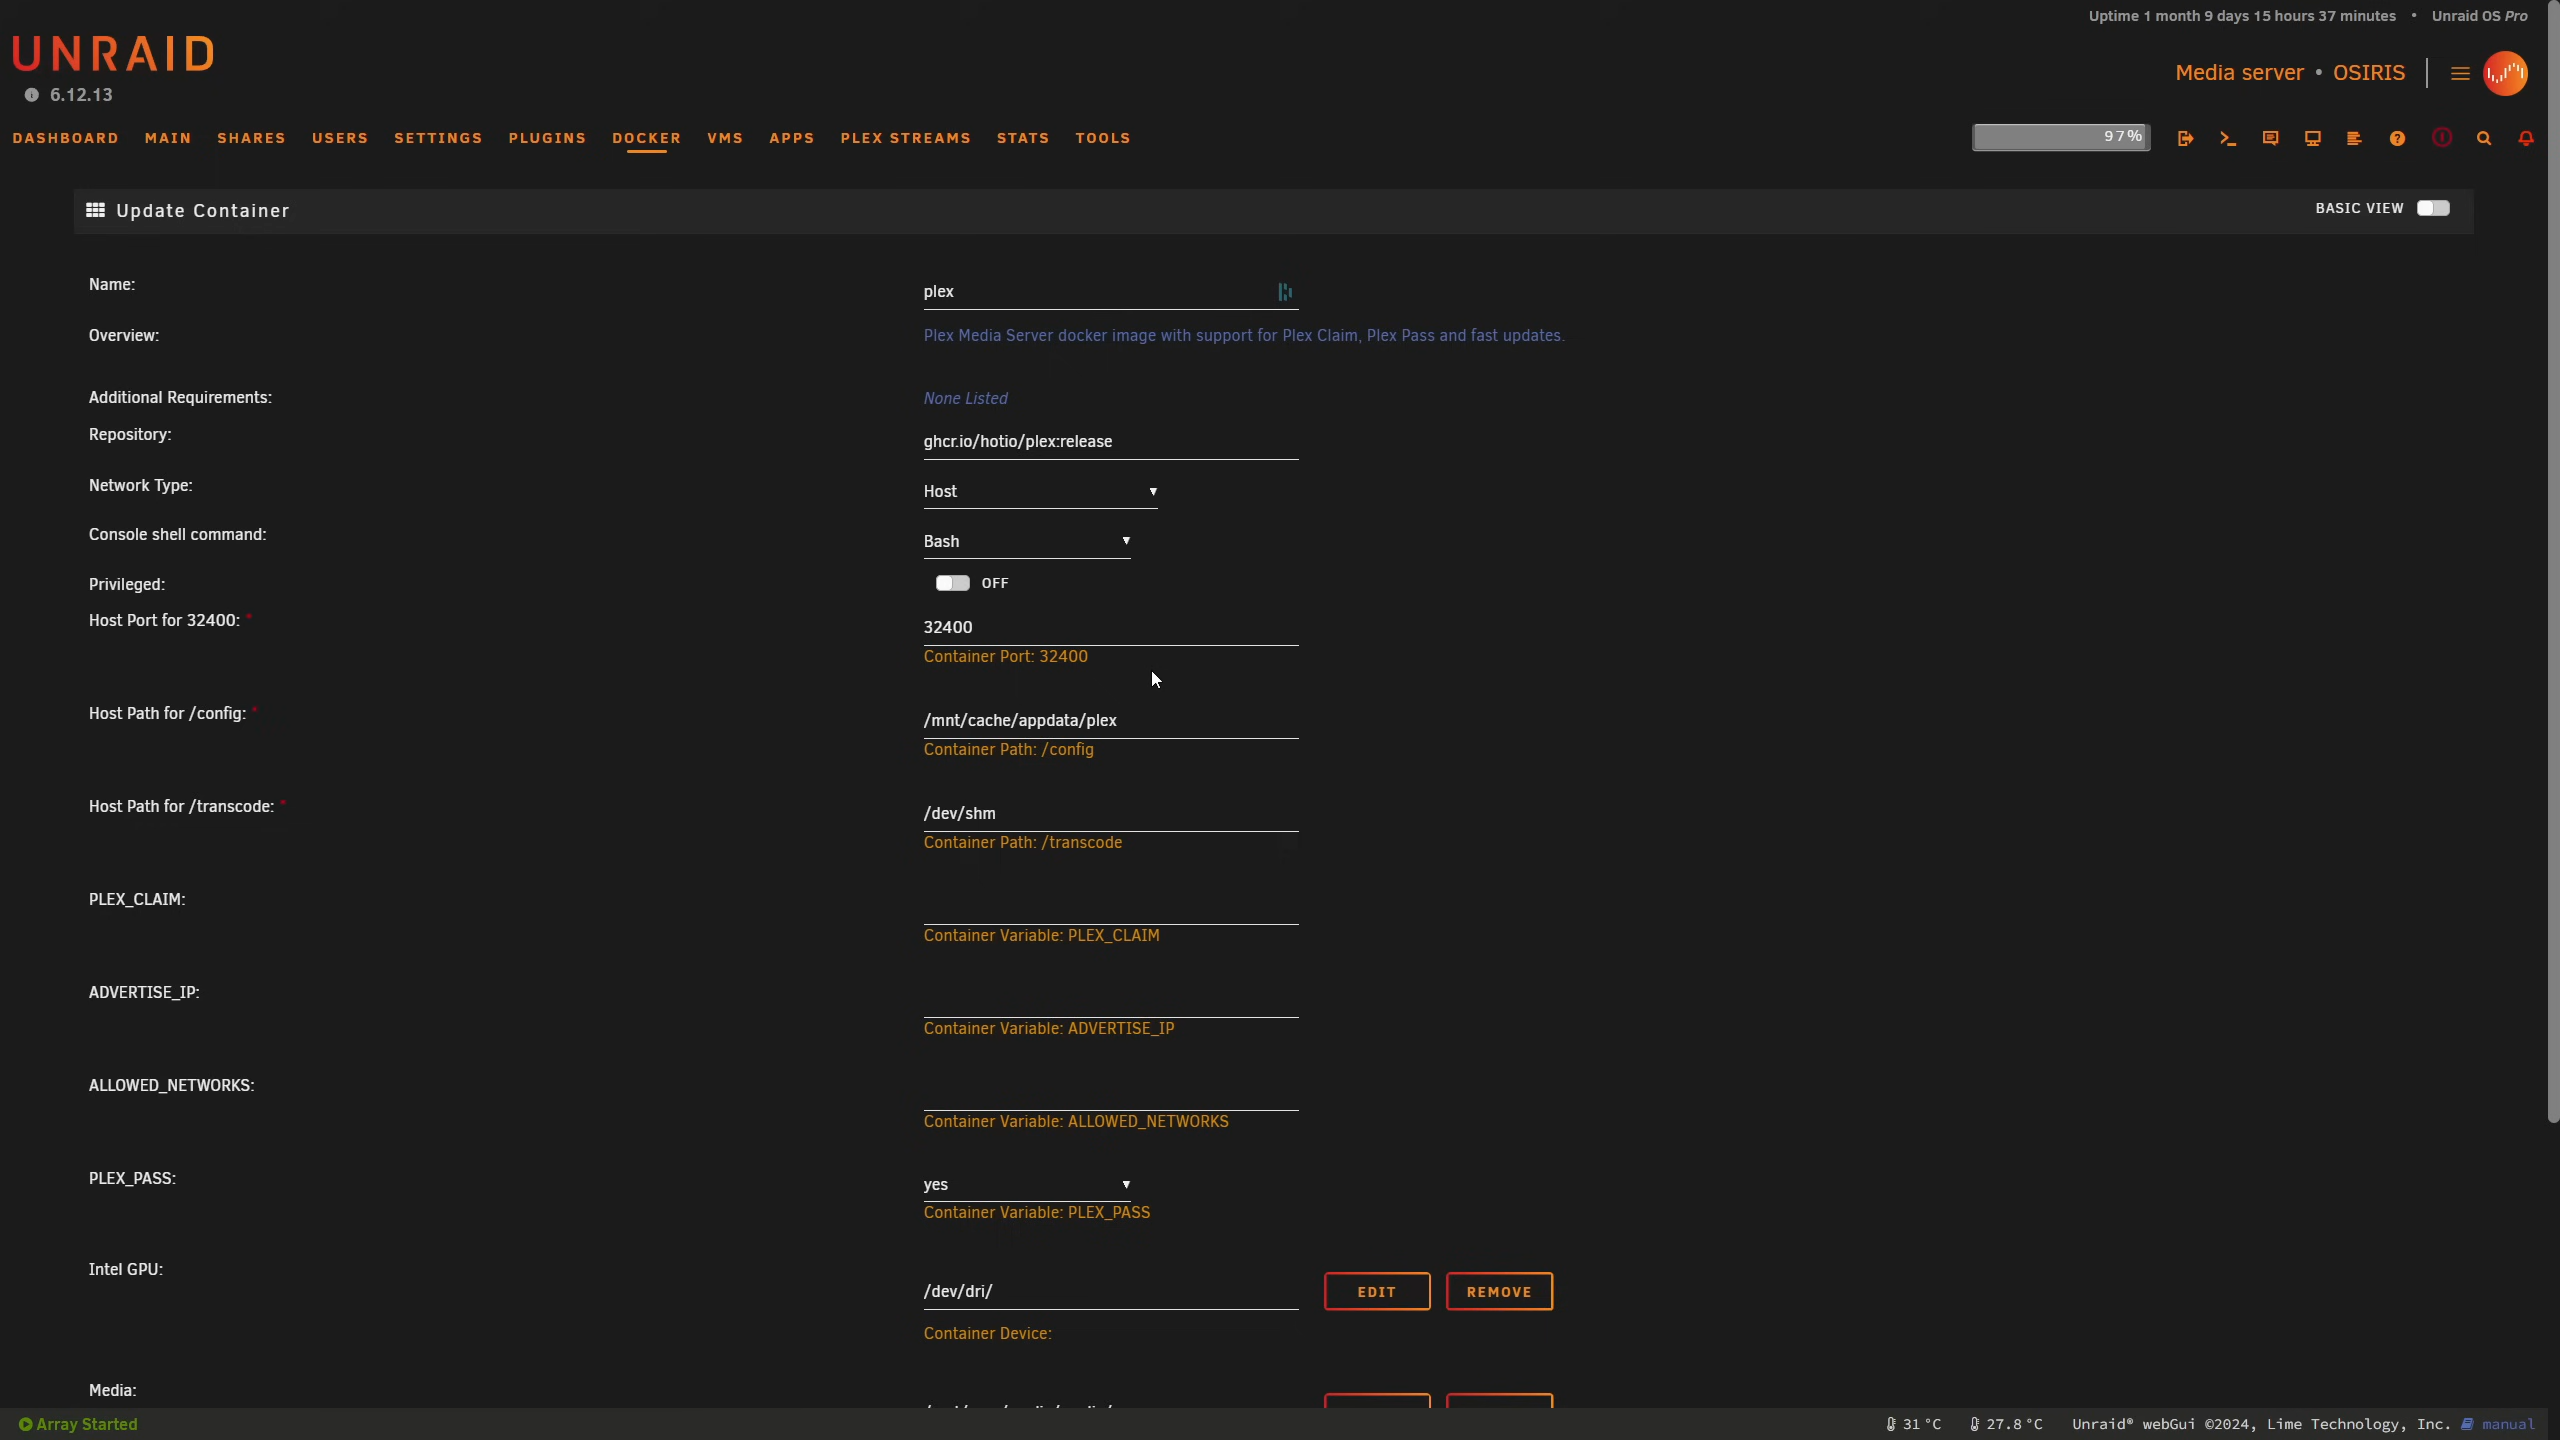 Uptime 1 month 9 days 15 hours 37 minutes • Unraid OS Pro
UNRAID
6.12.13
Media server • OSIRIS
DASHBOARD MAIN SHARES USERS SETTINGS PLUGINS DOCKER VMS APPS PLEX STREAMS STATS TOOLS
97%
Update Container
BASIC VIEW
Name:
plex
Overview:
Plex Media Server docker image with support for Plex Claim, Plex Pass and fast updates.
Additional Requirements:
None Listed
Repository:
ghcr.io/hotio/plex:release
Network Type:
Host
Console shell command:
Bash
Privileged:
OFF
Host Port for 32400: *
32400
Container Port: 32400
Host Path for /config: *
/mnt/cache/appdata/plex
Container Path: /config
Host Path for /transcode: *
/dev/shm
Container Path: /transcode
PLEX_CLAIM:
Container Variable: PLEX_CLAIM
ADVERTISE_IP:
Container Variable: ADVERTISE_IP
ALLOWED_NETWORKS:
Container Variable: ALLOWED_NETWORKS
PLEX_PASS:
yes
Container Variable: PLEX_PASS
Intel GPU:
/dev/dri/
EDIT
REMOVE
Container Device:
Media:
Array Started
31 °C
27.8 °C
Unraid® webGui ©2024, Lime Technology, Inc.
manual